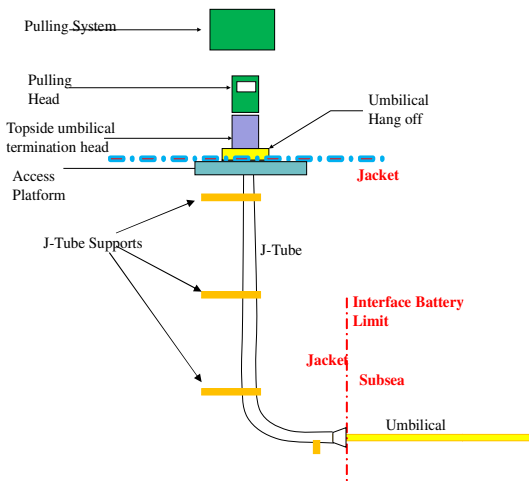 Pulling System
Pulling
Head
Umbilical
Hang off
Topside umbilical
termination head
Access
Platform
Jacket
J-Tube Supports
J-Tube
Interface Battery
Limit
Jacket
Subsea
Umbilical